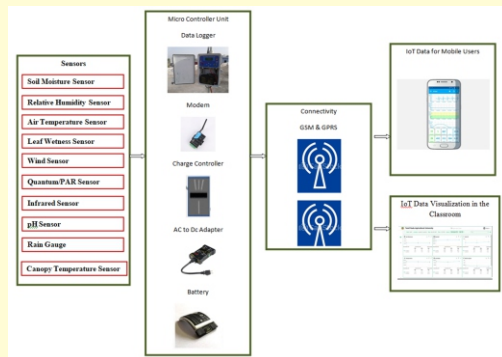 Sensors
Soil Moisture Sensor
Relative Humidity Sensor
Air Temperature Sensor
Leaf Wetness Sensor
Wind Sensor
Quantum/PAR Sensor
Infrared Sensor
pH Sensor
Rain Gauge
Canopy Temperature Sensor
Micro Controller Unit
Data Logger
Modem
Charge Controller
AC to Dc Adapter
Battery
Connectivity
GSM & GPRS
IoT Data for Mobile Users
IoT Data Visualization in the
Classroom